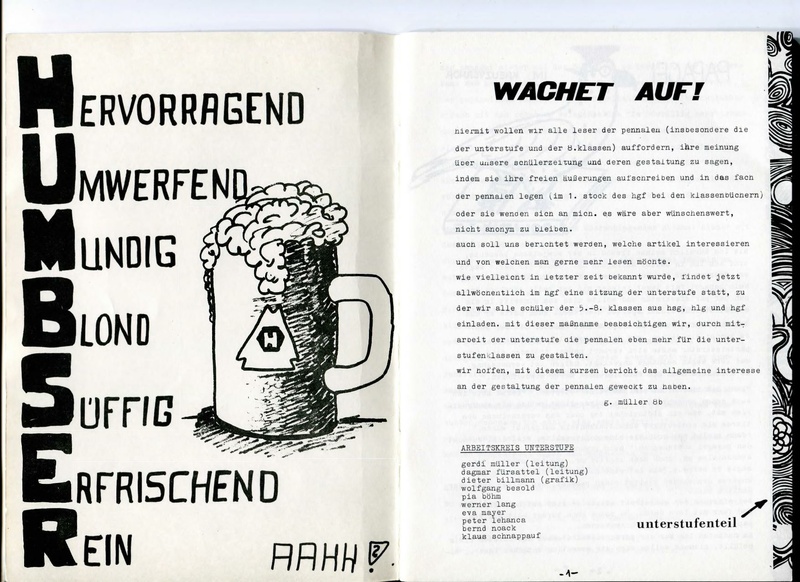 HERVORRAGEND
UMWERFEND
MUNDIG
BLOND
SÜFFIG
ERFRISCHEND
REIN
H
AAHH
WACHET AUF!
hiermit wollen wir alle leser der pennalen (insbesondere die
der unterstufe und der 8.klassen) auffordern, ihre meinung
über unsere schülerzeitung und deren gestaltung zu sagen,
indem sie ihre freien äußerungen aufschreiben und in das fach
der pennalen legen (im 1. stock des hgf bei den klassenbüchern)
oder sie wenden sich an mich. es wäre aber wünschenswert,
nicht anonym zu bleiben.
auch soll uns berichtet werden, welche artikel interessieren
und von welchen man gerne mehr lesen möchte.
wie vielleicht in letzter zeit bekannt wurde, findet jetzt
allwöchentlich im hgf eine sitzung der unterstufe statt, zu
der wir alle schüler der 5.-8. klassen aus hsg, hlg und hgf
einladen. mit dieser maßnahme beabsichtigen wir, durch mit-
arbeit der unterstufe die pennalen eben mehr für die unter-
stufenklassen zu gestalten.
wir hoffen, mit diesem kurzen bericht das allgemeine interesse
an der gestaltung der pennalen geweckt zu haben.
g. müller 8b
ARBEITSKREIS UNTERSTUFE
gerdi müller (leitung)
dagmar fürsattel (leitung)
dieter billmann (grafik)
wolfgang besold
pia böhm
werner lang
eva mayer
peter lehanca
bernd noack
klaus schnappauf
unterstufenteil
-1-